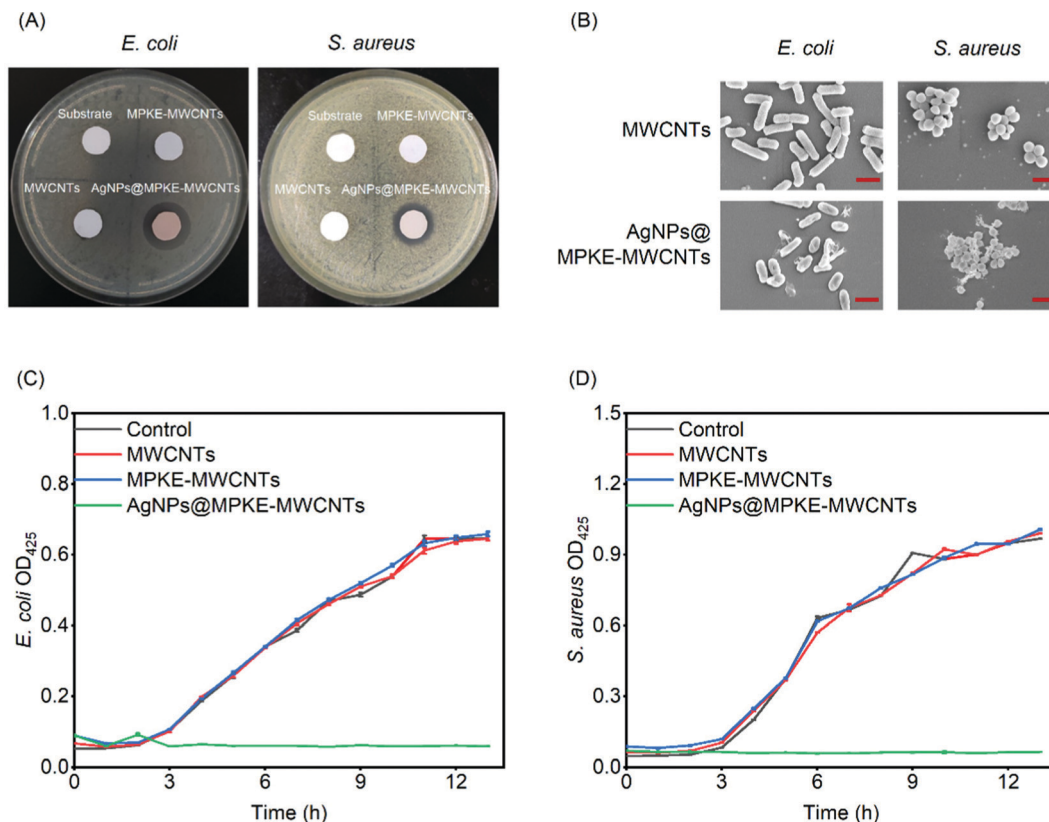 (A)
E. coli
S. aureus
Substrate
MPKE-MWCNTs
MWCNTs
AgNPs@MPKE-MWCNTs
Substrate
MPKE-MWCNTs
MWCNTs
AgNPs@MPKE-MWCNTs
(B)
E. coli
S. aureus
MWCNTs
AgNPs@
MPKE-MWCNTs
(C)
1.0
0.8
0.6
0.4
0.2
0.0
E. coli OD425
Control
MWCNTs
MPKE-MWCNTs
AgNPs@MPKE-MWCNTs
0
3
6
9
12
Time (h)
(D)
1.5
1.2
0.9
0.6
0.3
0.0
S. aureus OD425
Control
MWCNTs
MPKE-MWCNTs
AgNPs@MPKE-MWCNTs
0
3
6
9
12
Time (h)